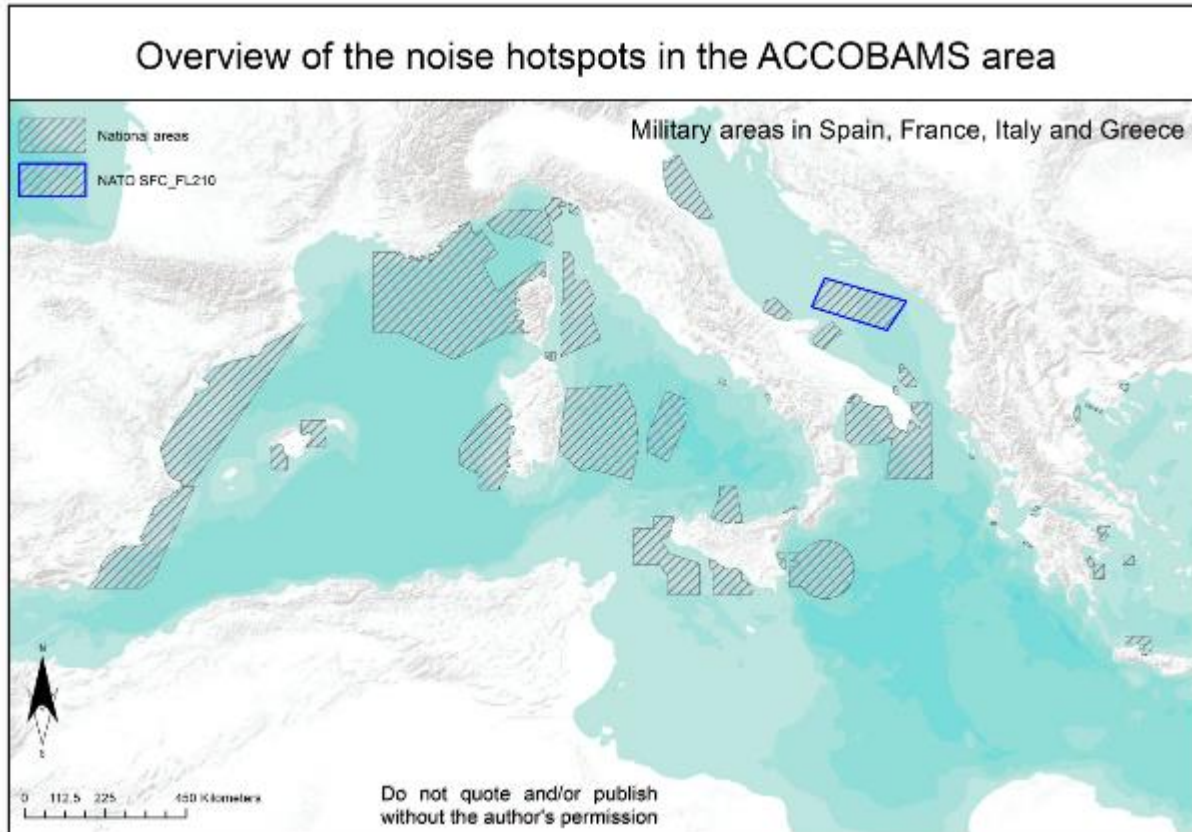 Overview of the noise hotspots in the ACCOBAMS area
National areas
NATO SFC_FL210
Military areas in Spain, France, Italy and Greece
N
S
0 112,5 225 450 Kilometers
Do not quote and/or publish
without the author's permission